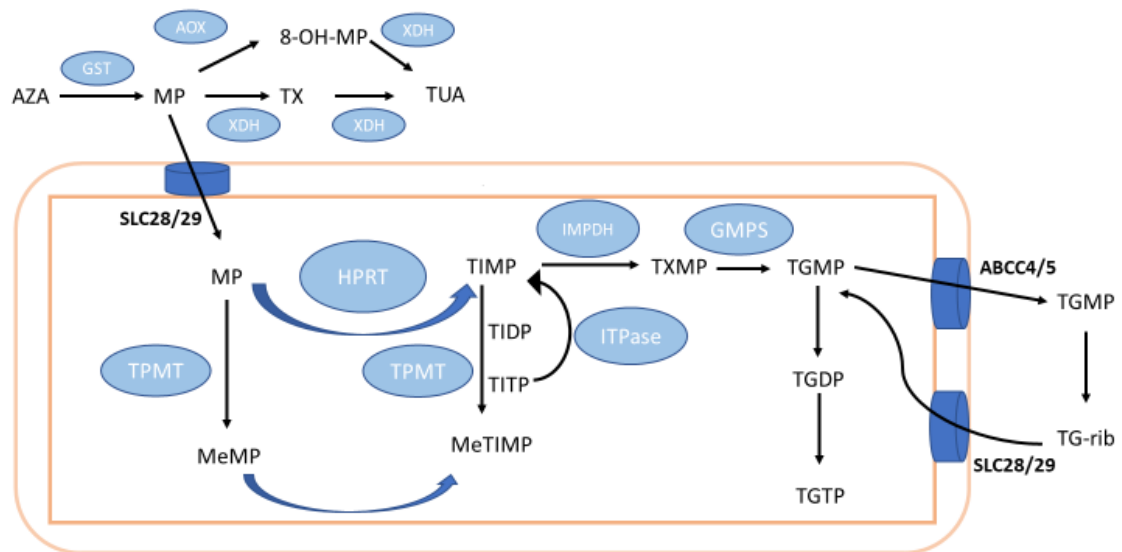 AOX
8-OH-MP
XDH
GST
AZA
MP
TX
TUA
XDH
XDH
SLC28/29
IMPDH
GMPS
MP
HPRT
TIMP
TXMP
TGMP
ABCC4/5
TGMP
TIDP
ITPase
TPMT
TPMT
TITP
TGDP
MeMP
MeTIMP
TG-rib
SLC28/29
TGTP